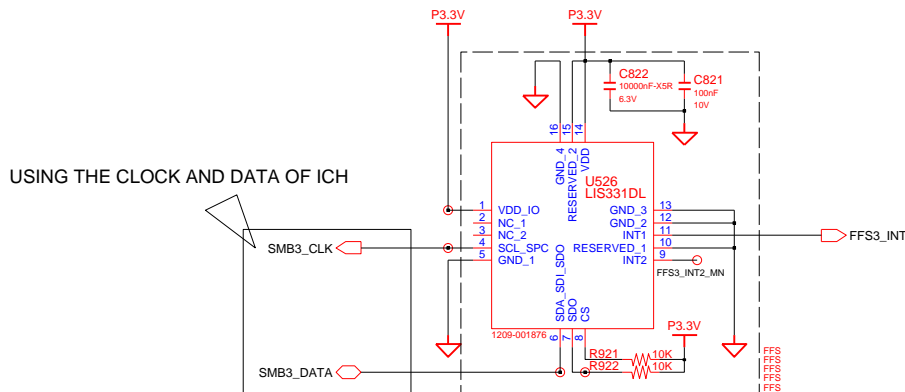 P3.3V
P3.3V
C822
10000nF-X5R
6.3V
C821
100nF
10V
16
15
14
GND_4
RESERVED_2
VDD
U526
LIS331DL
USING THE CLOCK AND DATA OF ICH
1
VDD_IO
2
NC_1
3
NC_2
4
SCL_SPC
5
GND_1
GND_3
13
GND_2
12
INT1
11
RESERVED_1
10
INT2
9
SMB3_CLK
FFS3_INT
FFS3_INT2_MN
SDA_SDI_SDO
SDO
CS
1209-001876
6
7
8
P3.3V
R921
10K
R922
10K
SMB3_DATA
FFS
FFS
FFS
FFS
FFS